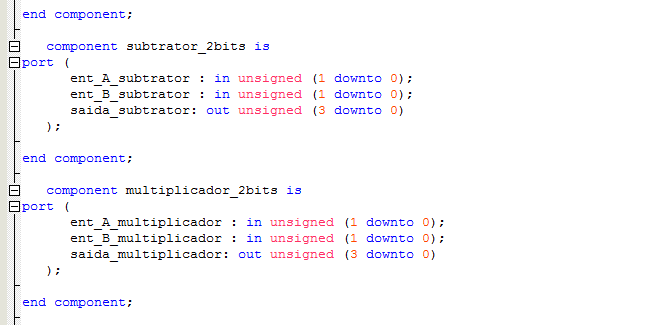 end component;
component subtrator_2bits is
port (
ent_A_subtrator : in unsigned (1 downto 0);
ent_B_subtrator : in unsigned (1 downto 0);
saida_subtrator: out unsigned (3 downto 0)
);
end component;
component multiplicador_2bits is
port (
ent_A_multiplicador : in unsigned (1 downto 0);
ent_B_multiplicador : in unsigned (1 downto 0);
saida_multiplicador: out unsigned (3 downto 0)
);
end component;